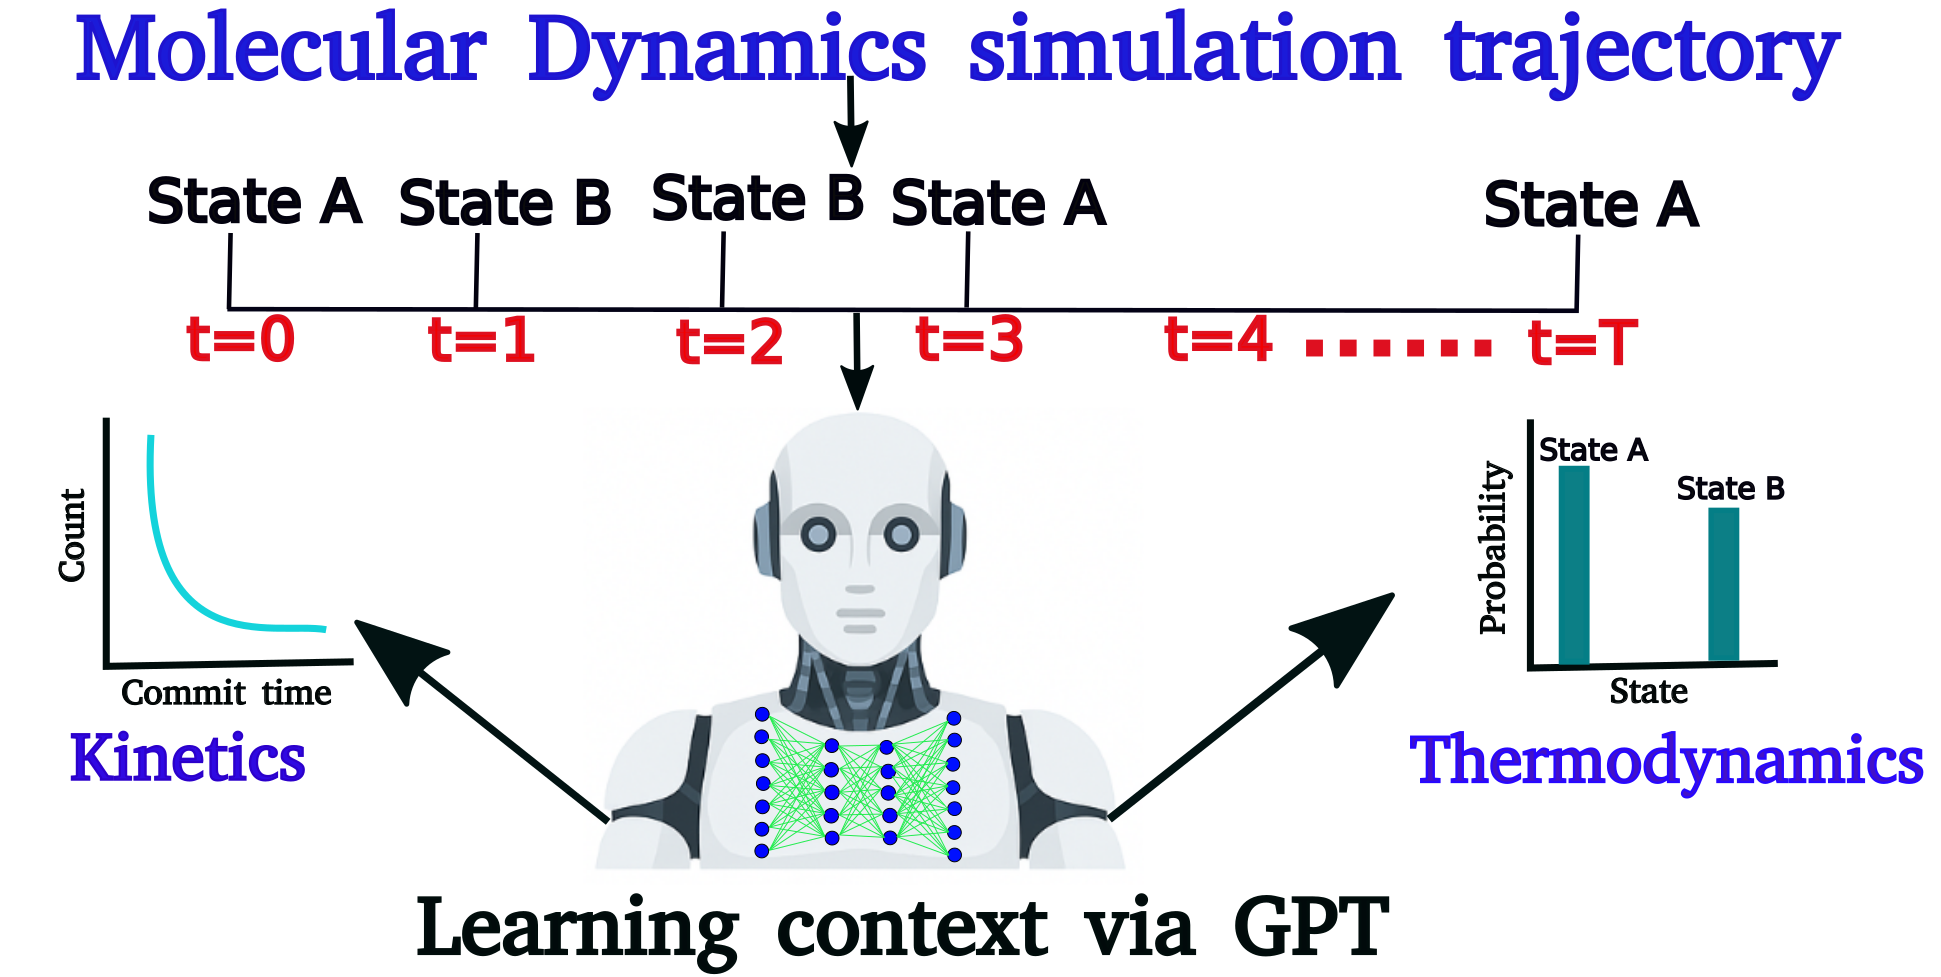 Molecular Dynamics simulation trajectory
State A State B State B State A State A
t=0 t=1 t=2 t=3 t=4 ...... t=T
Count
Commit time
Kinetics
Probability
State A
State B
State
Thermodynamics
Learning context via GPT